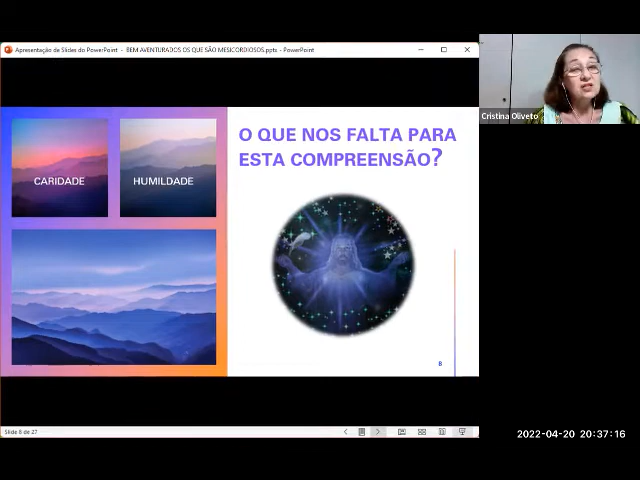 Apresentação de Slides do PowerPoint - BEM AVENTURADOS OS QUE SÃO MESICORDIOSOS.pptx - PowerPoint
Cristina Oliveto
O QUE NOS FALTA PARA
ESTA COMPREENSÃO?
CARIDADE
HUMILDADE
8
Slide 8 de 27
2022-04-20 20:37:16